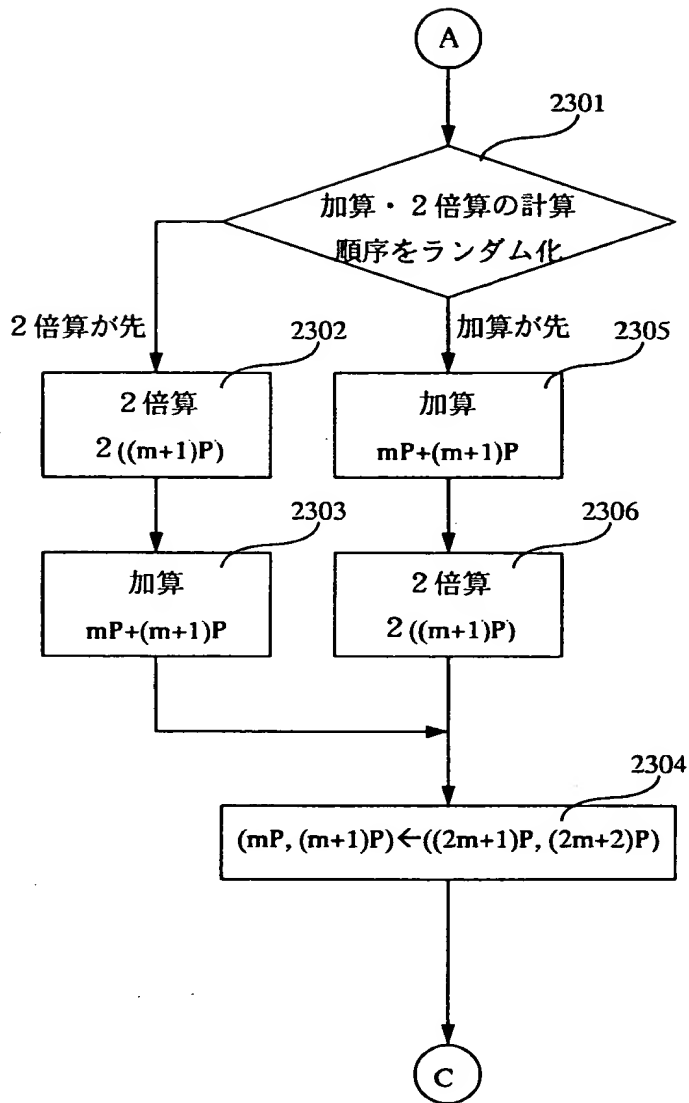 A
2301
加算・2倍算の計算
順序をランダム化
2倍算が先
2302
加算が先
2305
2倍算
2((m+1)P)
加算
mP+(m+1)P
2303
2306
加算
mP+(m+1)P
2倍算
2((m+1)P)
2304
(mP, (m+1)P)←((2m+1)P, (2m+2)P)
C